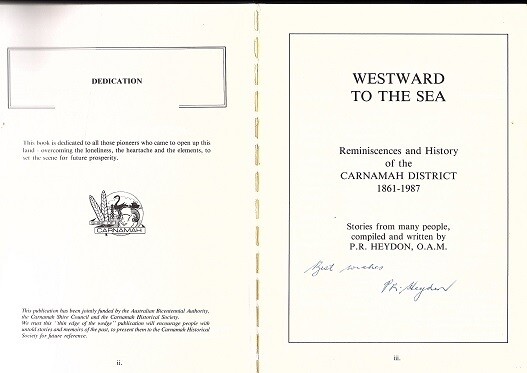 DEDICATION
This book is dedicated to all those pioneers who came to open up this
land - overcoming the loneliness, the heartache and the elements, to
set the scene for future prosperity.
CARNAMAH
This publication has been jointly funded by the Australian Bicentennial Authority,
the Carnamah Shire Council and the Carnamah Historical Society.
We trust this "thin edge of the wedge" publication will encourage people with
untold stories and memoirs of the past, to present them to the Carnamah Historical
Society for future reference.
ii.
WESTWARD
TO THE SEA
Reminiscences and History
of the
CARNAMAH DISTRICT
1861-1987
Stories from many people,
compiled and written by
P.R. HEYDON, O.A.M.
Best wishes
P.R. Heydon
iii.